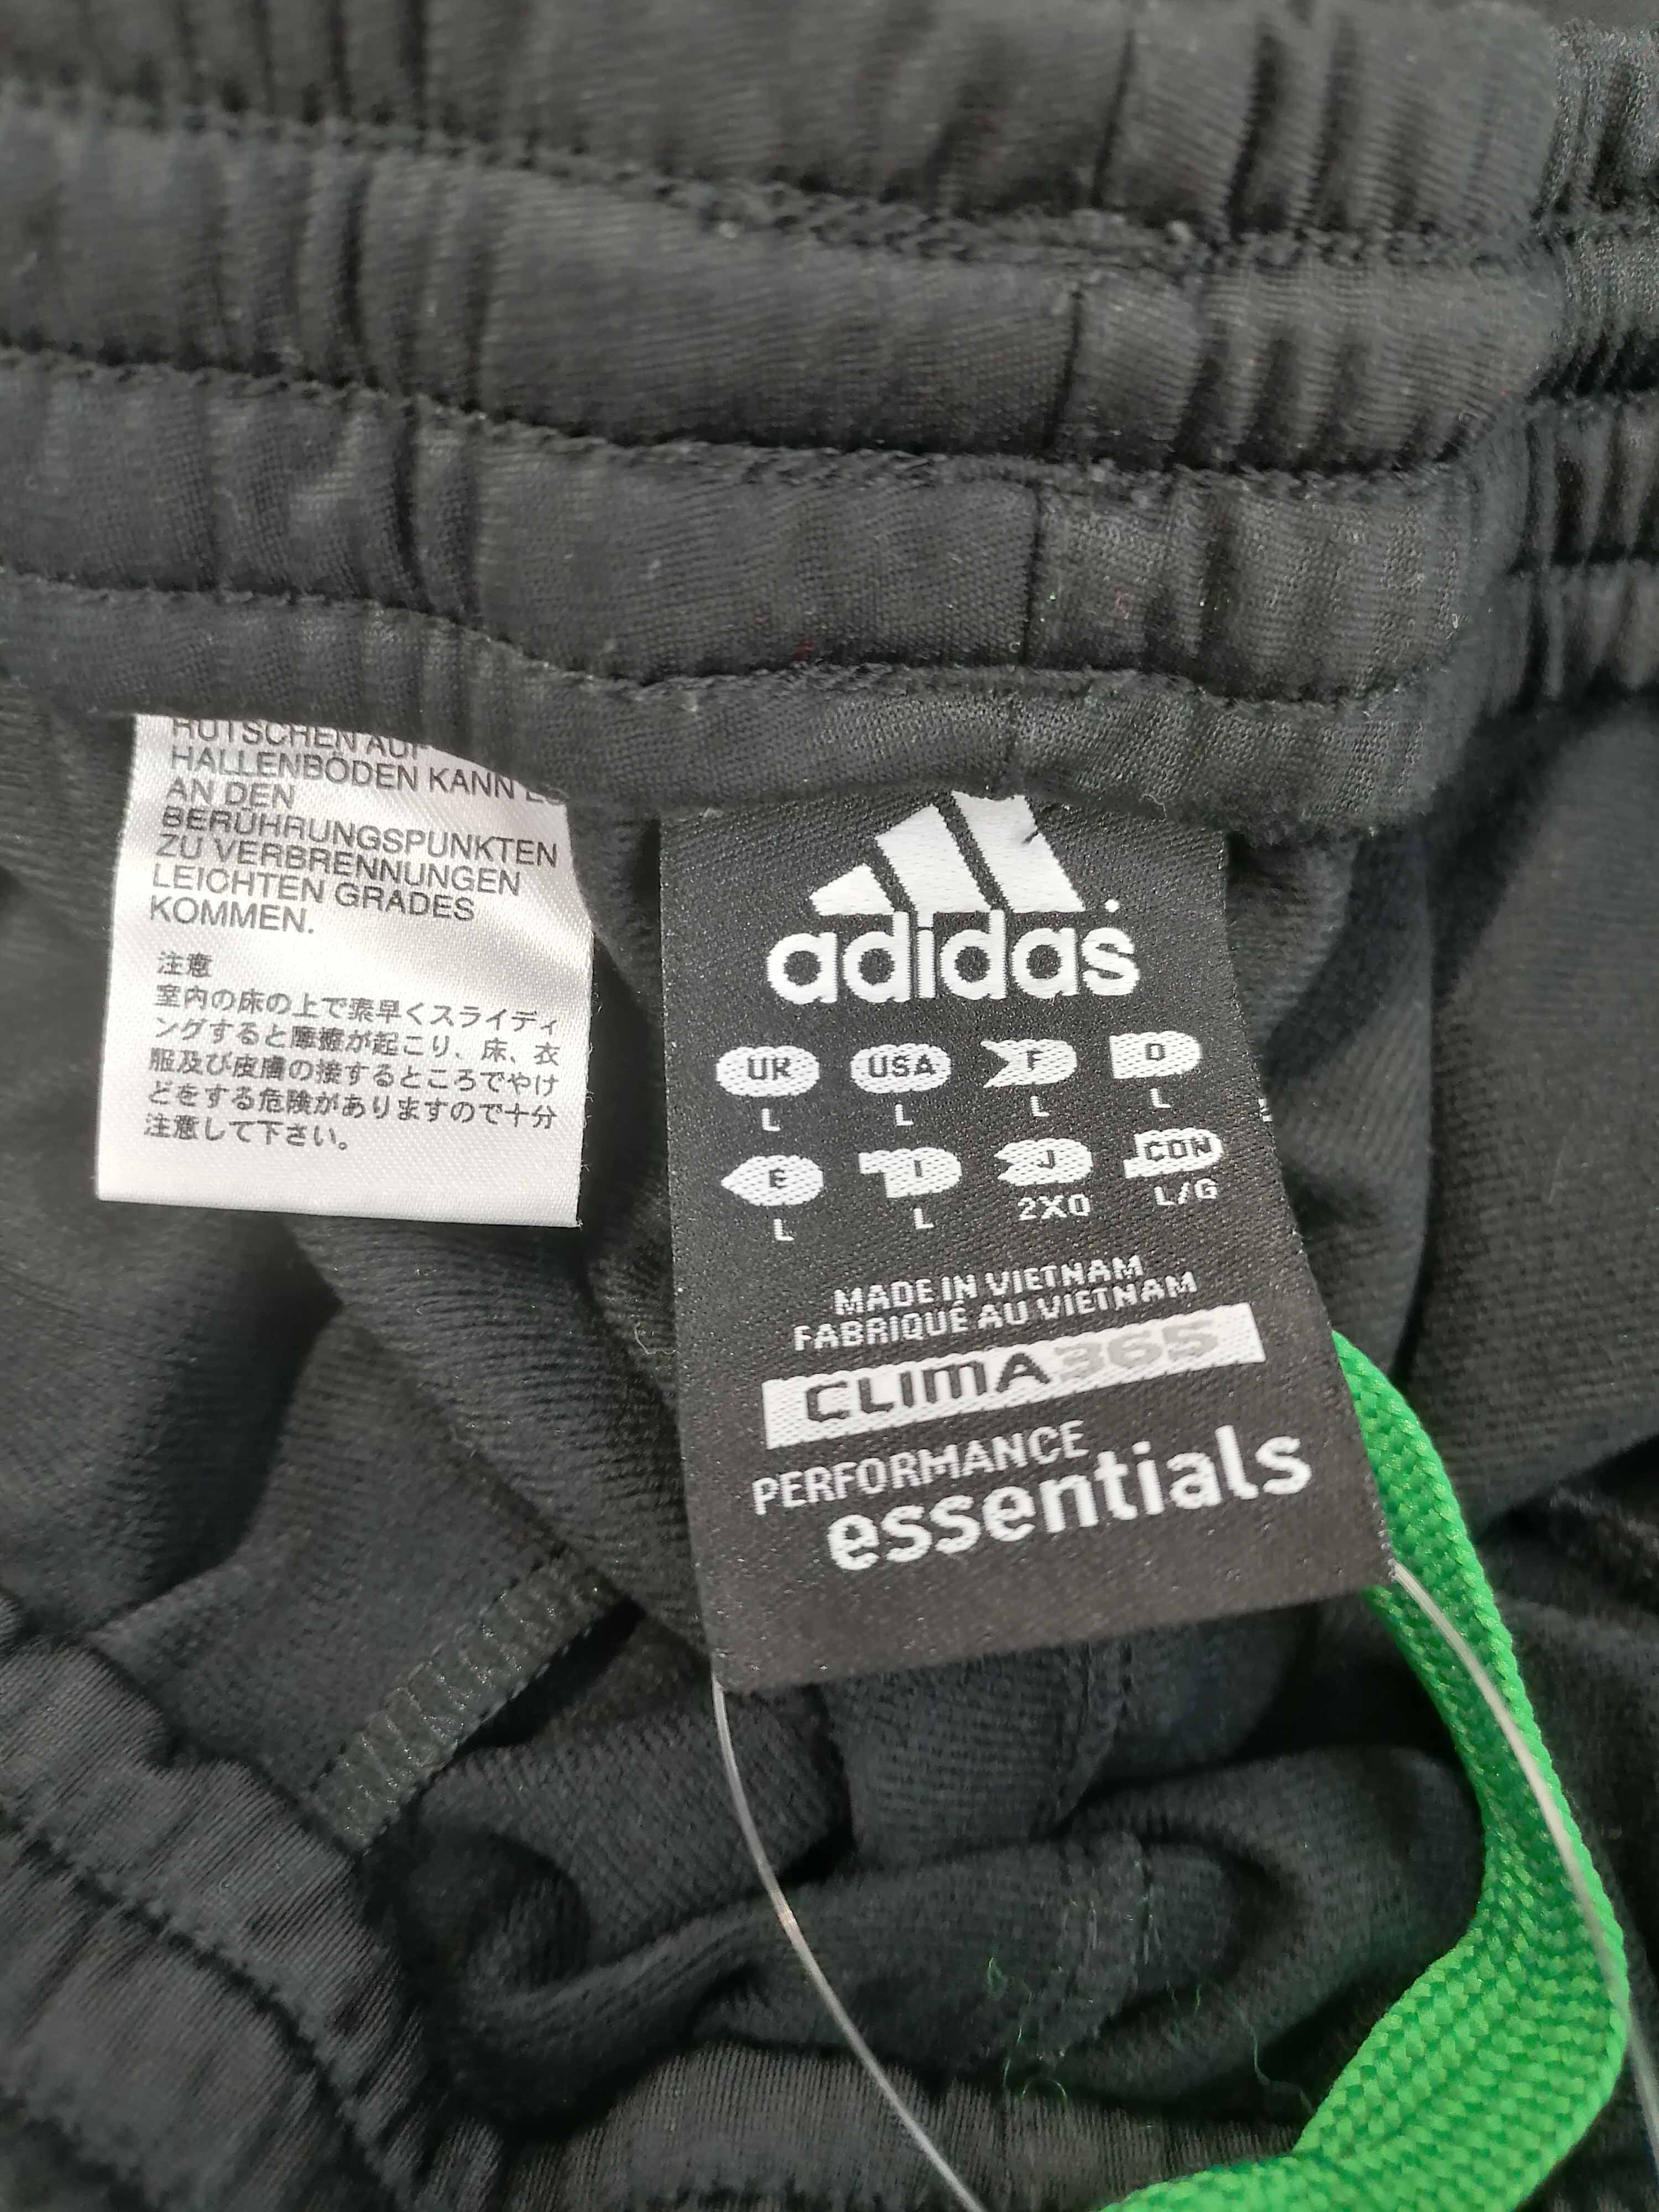 RUTSCHEN AUF
HALLENBÖDEN KANN ES
AN DEN
BERÜHRUNGSPUNKTEN
ZU VERBRENNUNGEN
LEICHTEN GRADES
KOMMEN.
注意
室内の床の上で素早くスライディ
ングすると摩擦が起こり、床、衣
服及び皮膚の接するところでやけ
どをする危険がありますので十分
注意して下さい。
adidas
UK USA F D
L L L L
E I J CDN
L L 2XO L/G
MADE IN VIETNAM
FABRIQUÉ AU VIETNAM
CLIMA365
PERFORMANCE
essentials